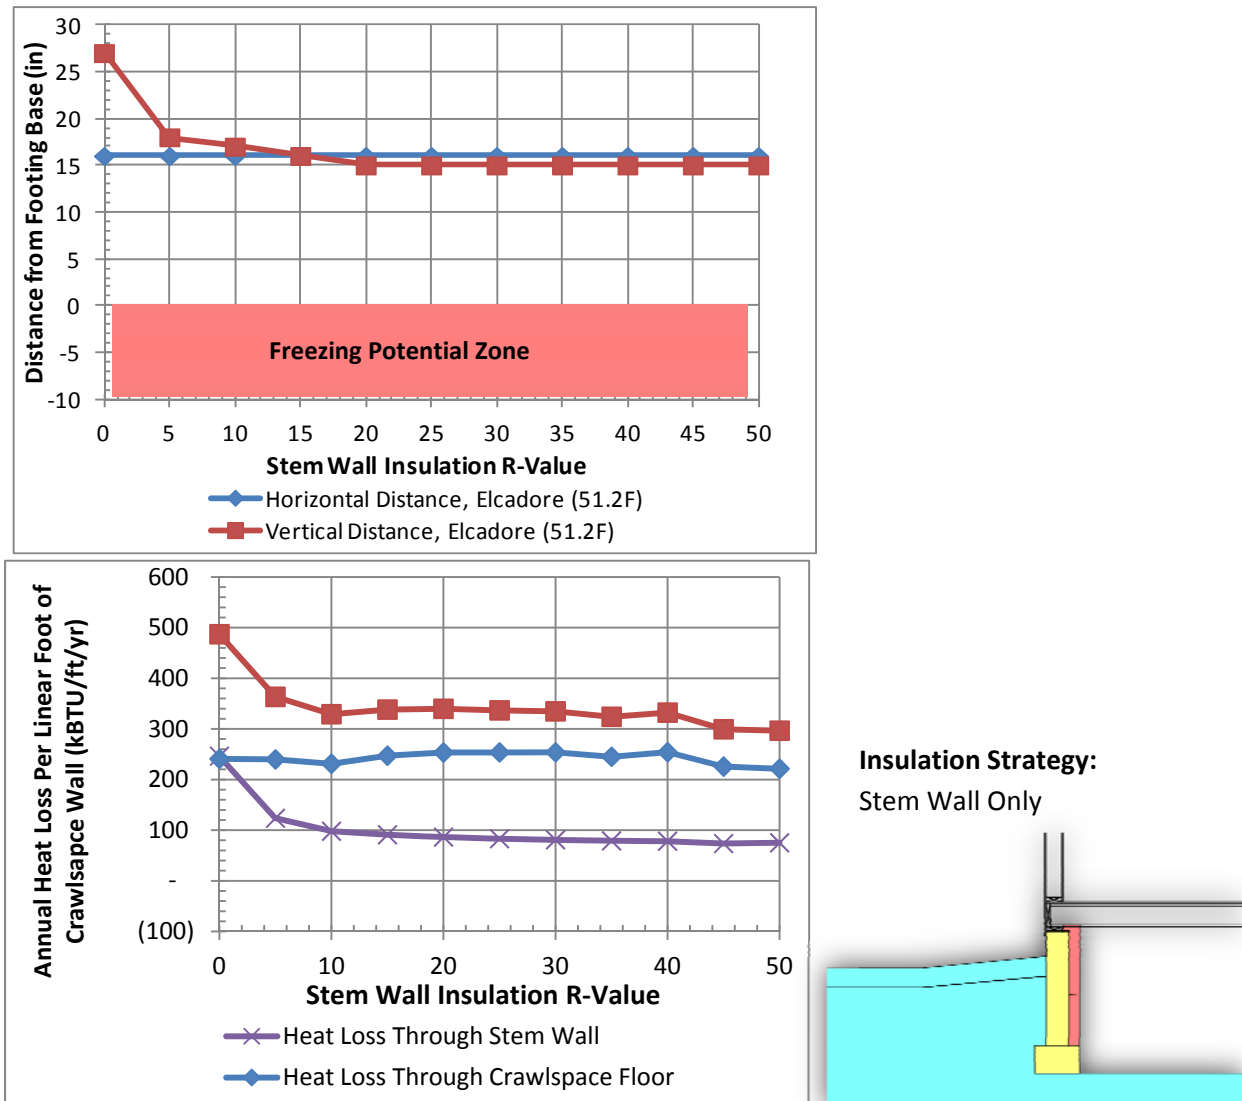 Distance from Footing Base (in)
30
25
20
15
10
5
0
-5
-10
Freezing Potential Zone
0 5 10 15 20 25 30 35 40 45 50
Stem Wall Insulation R-Value
Horizontal Distance, Elcadore (51.2F)
Vertical Distance, Elcadore (51.2F)
Annual Heat Loss Per Linear Foot of
Crawlsapce Wall (kBTU/ft/yr)
600
500
400
300
200
100
-
(100)
0 10 20 30 40 50
Stem Wall Insulation R-Value
Heat Loss Through Stem Wall
Heat Loss Through Crawlspace Floor
Insulation Strategy:
Stem Wall Only